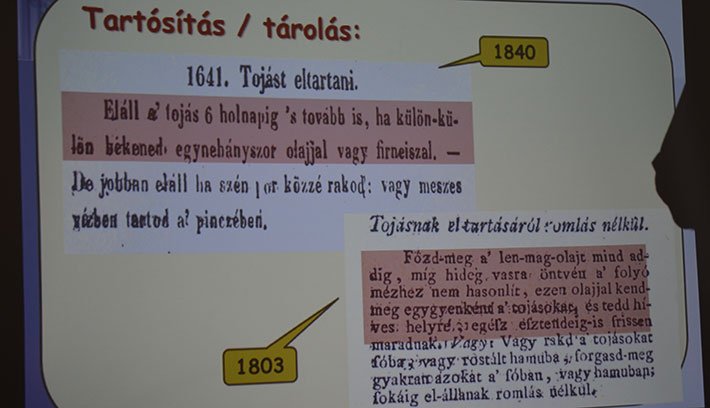 Tartósítás / tárolás:
1840
1641. Tojást eltartani.
Eláll a' tojás 6 holnapig 's tovább is, ha külön-kü-
lön békened egynehányszor olajjal vagy firneiszal. —
De jobban eláll ha szén por közzé rakod: vagy meszes
vízben tartod a' pinczében.
Tojásnak el-tartásáról romlás nélkül.
Főzd-meg a' len-mag-olajt mind ad-
dig, míg hideg vasra öntvén a' folyó
mézhez nem hasonlít, ezen olajjal kend-
meg egygyenként a' tojásokat, és tedd hí-
ves helyre, egész esztendeig-is frissen
maradnak. Vagy: Vagy rakd a' tojásokat
sóba, vagy rostált hamuba, forgasd-meg
gyakran azokat a' sóban, vagy hamuban;
sokáig el-állanak romlás nélkül.
1803